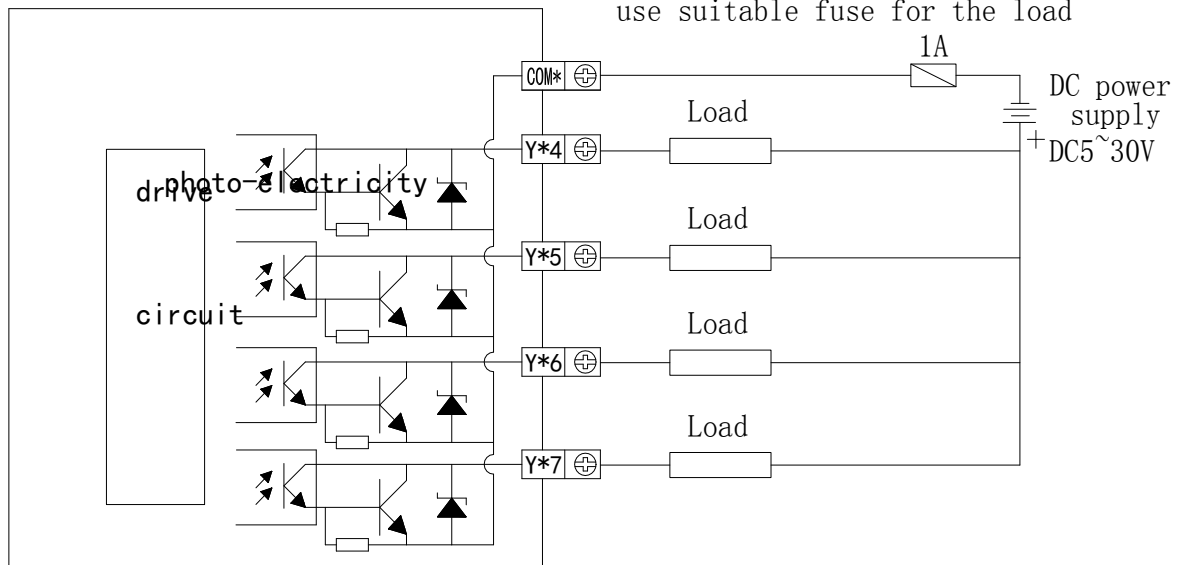 use suitable fuse for the load
1A
COM*
DC power
supply
+
DC5~30V
Load
Y*4
photo-electricity
drive
Load
Y*5
circuit
Load
Y*6
Load
Y*7